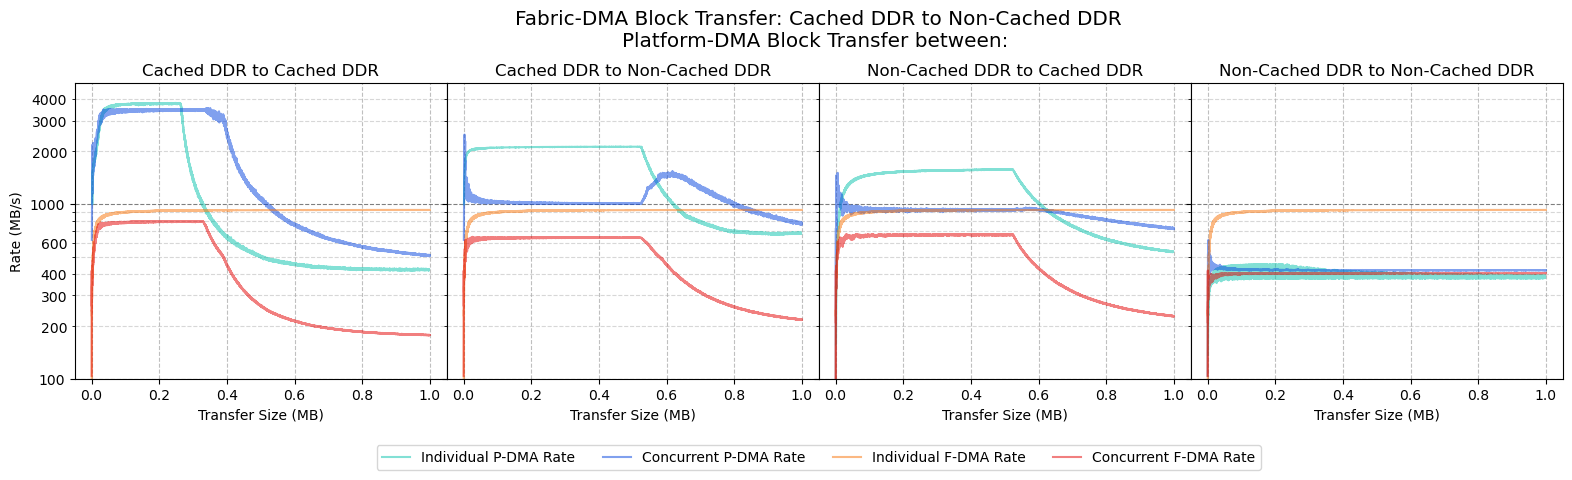 Fabric-DMA Block Transfer: Cached DDR to Non-Cached DDR
Platform-DMA Block Transfer between:
Cached DDR to Cached DDR
Cached DDR to Non-Cached DDR
Non-Cached DDR to Cached DDR
Non-Cached DDR to Non-Cached DDR
Rate (MB/s)
4000
3000
2000
1000
600
400
300
200
100
0.0 0.2 0.4 0.6 0.8 1.0
0.0 0.2 0.4 0.6 0.8 1.0
0.0 0.2 0.4 0.6 0.8 1.0
0.0 0.2 0.4 0.6 0.8 1.0
Transfer Size (MB)
Transfer Size (MB)
Transfer Size (MB)
Transfer Size (MB)
Individual P-DMA Rate
Concurrent P-DMA Rate
Individual F-DMA Rate
Concurrent F-DMA Rate